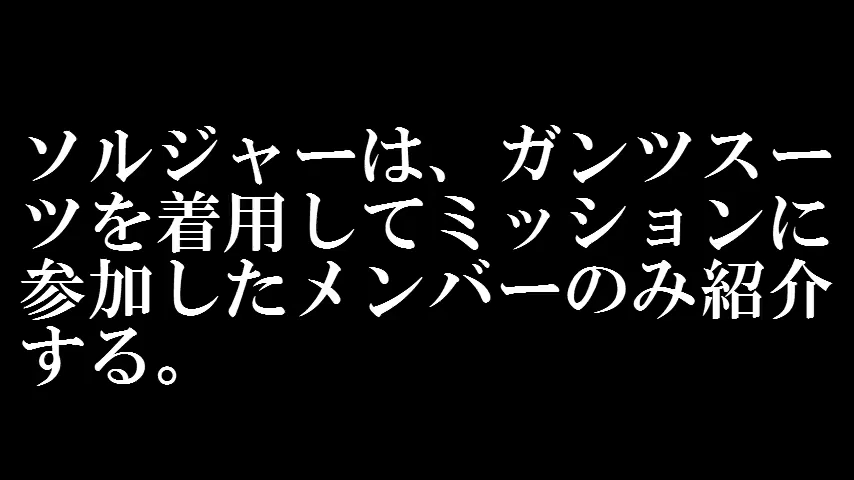 ソルジャーは、ガンツスー
ツを着用してミッションに
参加したメンバーのみ紹介
する。